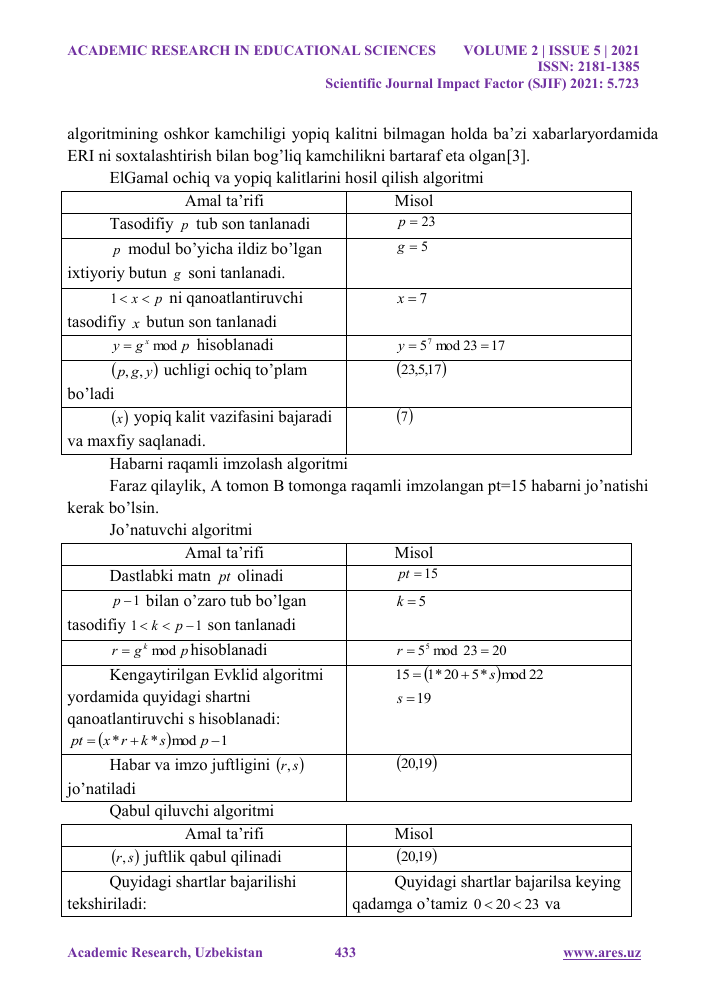 ACADEMIC RESEARCH IN EDUCATIONAL SCIENCES VOLUME 2 | ISSUE 5 | 2021
ISSN: 2181-1385
Scientific Journal Impact Factor (SJIF) 2021: 5.723
algoritmining oshkor kamchiligi yopiq kalitni bilmagan holda ba’zi xabarlaryordamida
ERI ni soxtalashtirish bilan bog’liq kamchilikni bartaraf eta olgan[3].
ElGamal ochiq va yopiq kalitlarini hosil qilish algoritmi
Amal ta’rifi Misol
Tasodifiy p tub son tanlanadi p = 23
p modul bo’yicha ildiz bo’lgan g = 5
ixtiyoriy butun g soni tanlanadi.
1 < x < p ni qanoatlantiruvchi x = 7
tasodifiy x butun son tanlanadi
y = g^x mod p hisoblanadi y = 5^7 mod 23 = 17
(p, g, y) uchligi ochiq to’plam (23,5,17)
bo’ladi
(x) yopiq kalit vazifasini bajaradi (7)
va maxfiy saqlanadi.
Habarni raqamli imzolash algoritmi
Faraz qilaylik, A tomon B tomonga raqamli imzolangan pt=15 habarni jo’natishi
kerak bo’lsin.
Jo’natuvchi algoritmi
Amal ta’rifi Misol
Dastlabki matn pt olinadi pt = 15
p − 1 bilan o’zaro tub bo’lgan k = 5
tasodifiy 1 < k < p − 1 son tanlanadi
r = g^k mod p hisoblanadi r = 5^5 mod 23 = 20
Kengaytirilgan Evklid algoritmi 15 = (1 * 20 + 5 * s)mod 22
yordamida quyidagi shartni s = 19
qanoatlantiruvchi s hisoblanadi:
pt = (x * r + k * s)mod p − 1
Habar va imzo juftligini (r, s) (20,19)
jo’natiladi
Qabul qiluvchi algoritmi
Amal ta’rifi Misol
(r, s) juftlik qabul qilinadi (20,19)
Quyidagi shartlar bajarilishi Quyidagi shartlar bajarilsa keying
tekshiriladi: qadamga o’tamiz 0 < 20 < 23 va
Academic Research, Uzbekistan 433 www.ares.uz